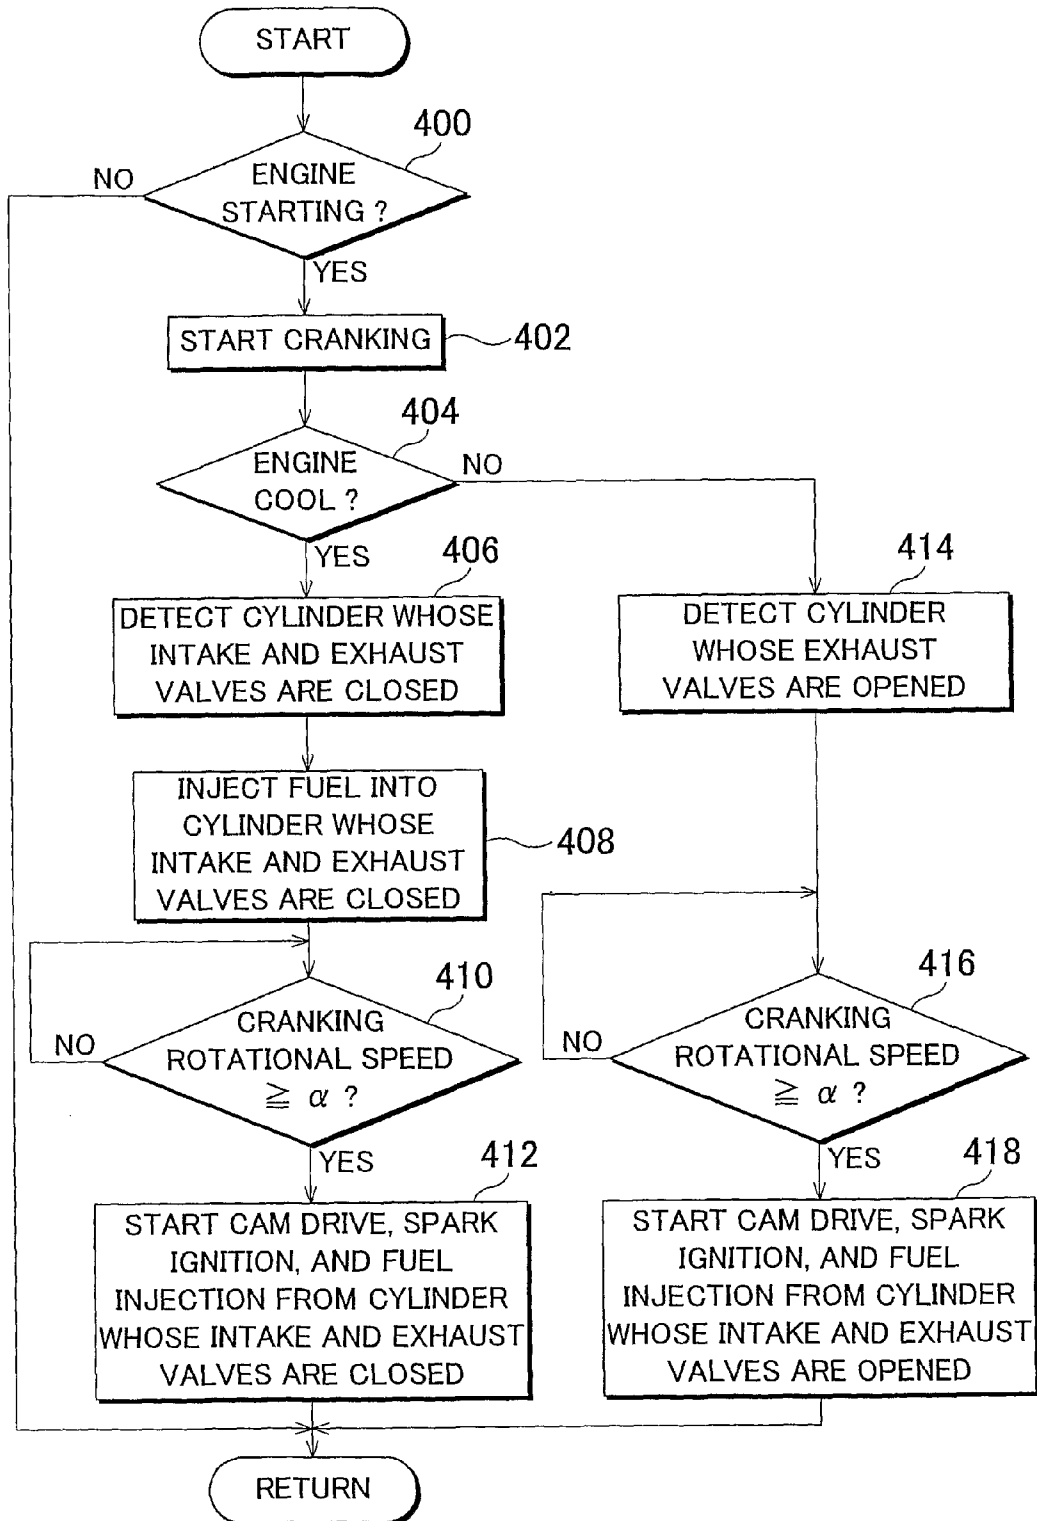 START
400
ENGINE
STARTING ?
NO
YES
START CRANKING
402
404
ENGINE
COOL ?
NO
YES
406
DETECT CYLINDER WHOSE
INTAKE AND EXHAUST
VALVES ARE CLOSED
414
DETECT CYLINDER
WHOSE EXHAUST
VALVES ARE OPENED
INJECT FUEL INTO
CYLINDER WHOSE
INTAKE AND EXHAUST
VALVES ARE CLOSED
408
410
CRANKING
ROTATIONAL SPEED
≧ α ?
NO
YES
416
CRANKING
ROTATIONAL SPEED
≧ α ?
NO
YES
412
START CAM DRIVE, SPARK
IGNITION, AND FUEL
INJECTION FROM CYLINDER
WHOSE INTAKE AND EXHAUST
VALVES ARE CLOSED
418
START CAM DRIVE, SPARK
IGNITION, AND FUEL
INJECTION FROM CYLINDER
WHOSE INTAKE AND EXHAUST
VALVES ARE OPENED
RETURN